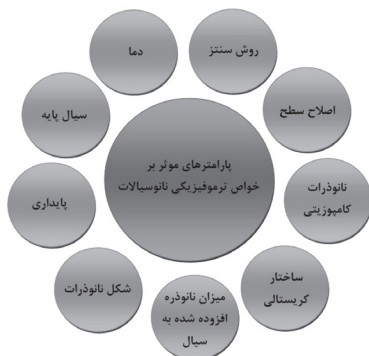 دما
روش سنتز
اصلاح سطح
نانوذرات
کامپوزیتی
ساختار
کریستالی
میزان نانوذره
افزوده شده به
سیال
شکل نانوذرات
پایداری
سیال پایه
پارامترهای موثر بر
خواص ترموفیزیکی نانوسیالات